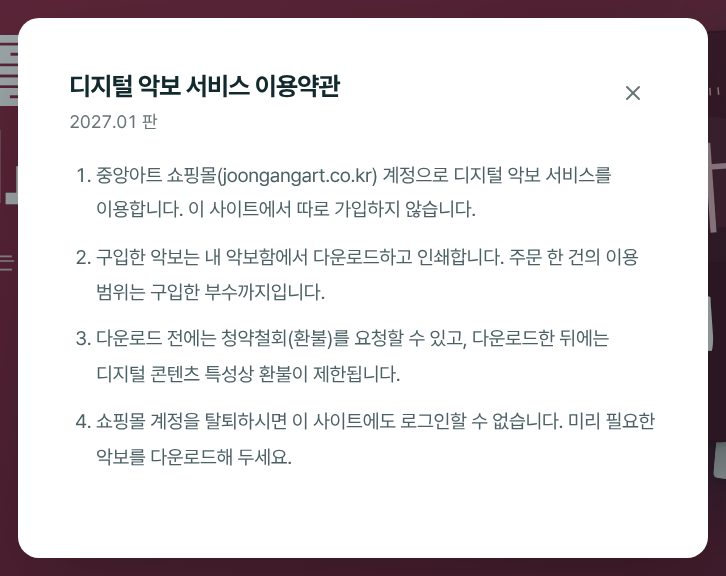 디지털 악보 서비스 이용약관
2027.01 판
1. 중앙아트 쇼핑몰(joongangart.co.kr) 계정으로 디지털 악보 서비스를
이용합니다. 이 사이트에서 따로 가입하지 않습니다.
2. 구입한 악보는 내 악보함에서 다운로드하고 인쇄합니다. 주문 한 건의 이용
범위는 구입한 부수까지입니다.
3. 다운로드 전에는 청약철회(환불)를 요청할 수 있고, 다운로드한 뒤에는
디지털 콘텐츠 특성상 환불이 제한됩니다.
4. 쇼핑몰 계정을 탈퇴하시면 이 사이트에도 로그인할 수 없습니다. 미리 필요한
악보를 다운로드해 두세요.